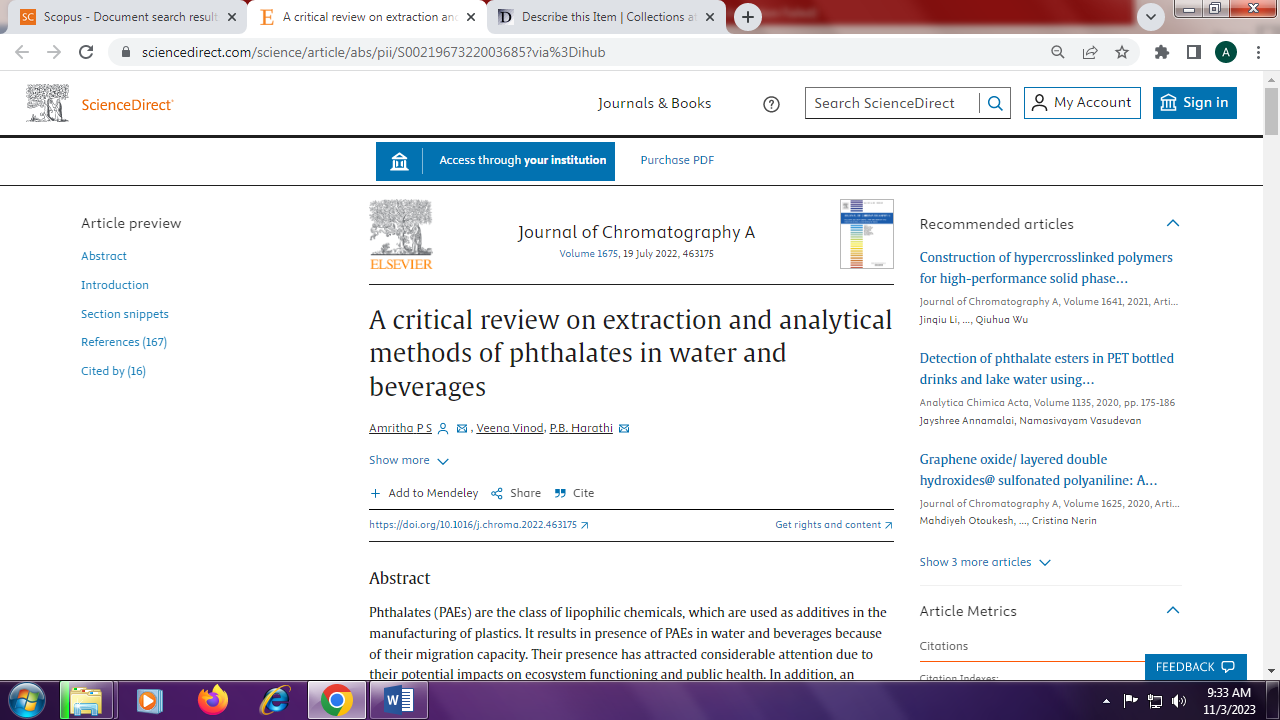 Scopus - Document search result
A critical review on extraction and
Describe this Item | Collections a
sciencedirect.com/science/article/abs/pii/S0021967322003685?via%3Dihub
A
ScienceDirect
Journals & Books
Search ScienceDirect
My Account
Sign in
Access through your institution
Purchase PDF
Article preview
Abstract
Introduction
Section snippets
References (167)
Cited by (16)
ELSEVIER
Journal of Chromatography A
Volume 1675, 19 July 2022, 463175
A critical review on extraction and analytical
methods of phthalates in water and
beverages
Amritha P S, Veena Vinod, P.B. Harathi
Show more
Add to Mendeley
Share
Cite
https://doi.org/10.1016/j.chroma.2022.463175
Get rights and content
Abstract
Phthalates (PAEs) are the class of lipophilic chemicals, which are used as additives in the
manufacturing of plastics. It results in presence of PAEs in water and beverages because
of their migration capacity. Their presence has attracted considerable attention due to
their potential impacts on ecosystem functioning and public health. In addition, an
Recommended articles
Construction of hypercrosslinked polymers
for high-performance solid phase…
Journal of Chromatography A, Volume 1641, 2021, Arti…
Jinqiu Li, …, Qiuhua Wu
Detection of phthalate esters in PET bottled
drinks and lake water using…
Analytica Chimica Acta, Volume 1135, 2020, pp. 175-186
Jayshree Annamalai, Namasivayam Vasudevan
Graphene oxide/ layered double
hydroxides@ sulfonated polyaniline: A…
Journal of Chromatography A, Volume 1625, 2020, Arti…
Mahdiyeh Otoukesh, …, Cristina Nerin
Show 3 more articles
Article Metrics
Citations
Citation Indexes:
FEEDBACK
9:33 AM
11/3/2023